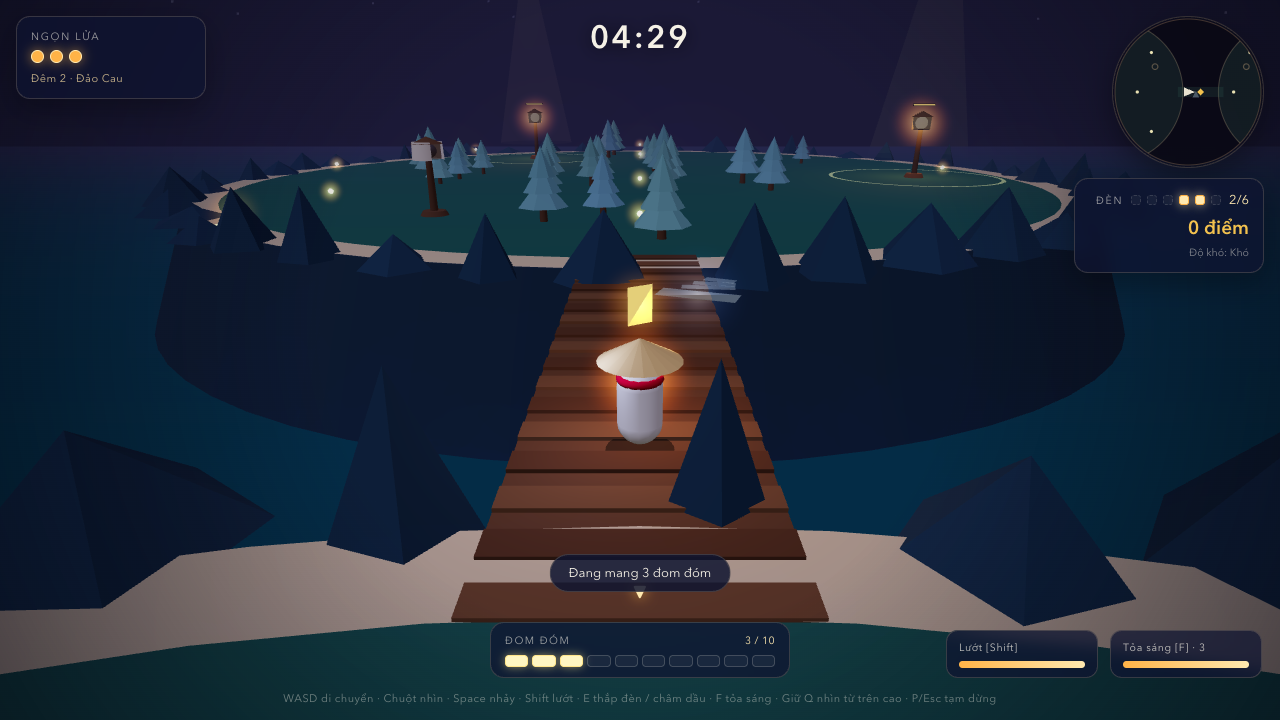 NGỌN LỬA
Đêm 2 · Đảo Cau
04:29
ĐÈN 2/6
0 điểm
Độ khó: Khó
Đang mang 3 đom đóm
ĐOM ĐÓM 3 / 10
Lướt [Shift]
Tỏa sáng [F] · 3
WASD di chuyển · Chuột nhìn · Space nhảy · Shift lướt · E thắp đèn / châm dầu · F tỏa sáng · Giữ Q nhìn từ trên cao · P/Esc tạm dừng